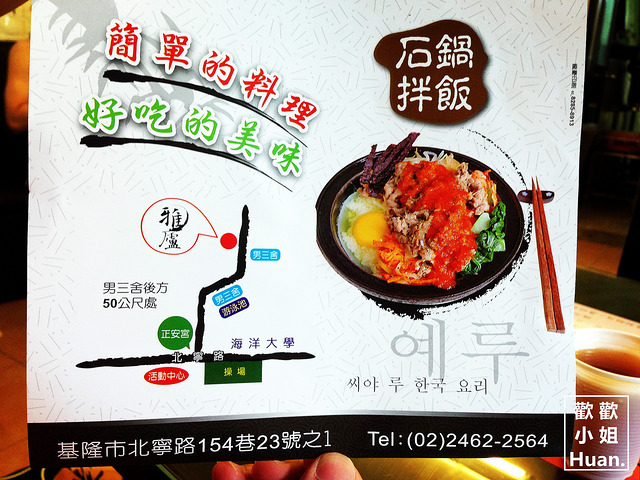 簡單的料理
好吃的美味
石鍋
拌飯
雅廬
男三舍
男三舍後方
50公尺處
男三舍
游泳池
正安宮
海洋大學
北寧路
活動中心
操場
예루
씨야 루 한국 요리
基隆市北寧路154巷23號之1
Tel:(02)2462-2564
歡歡
小姐
Huan.